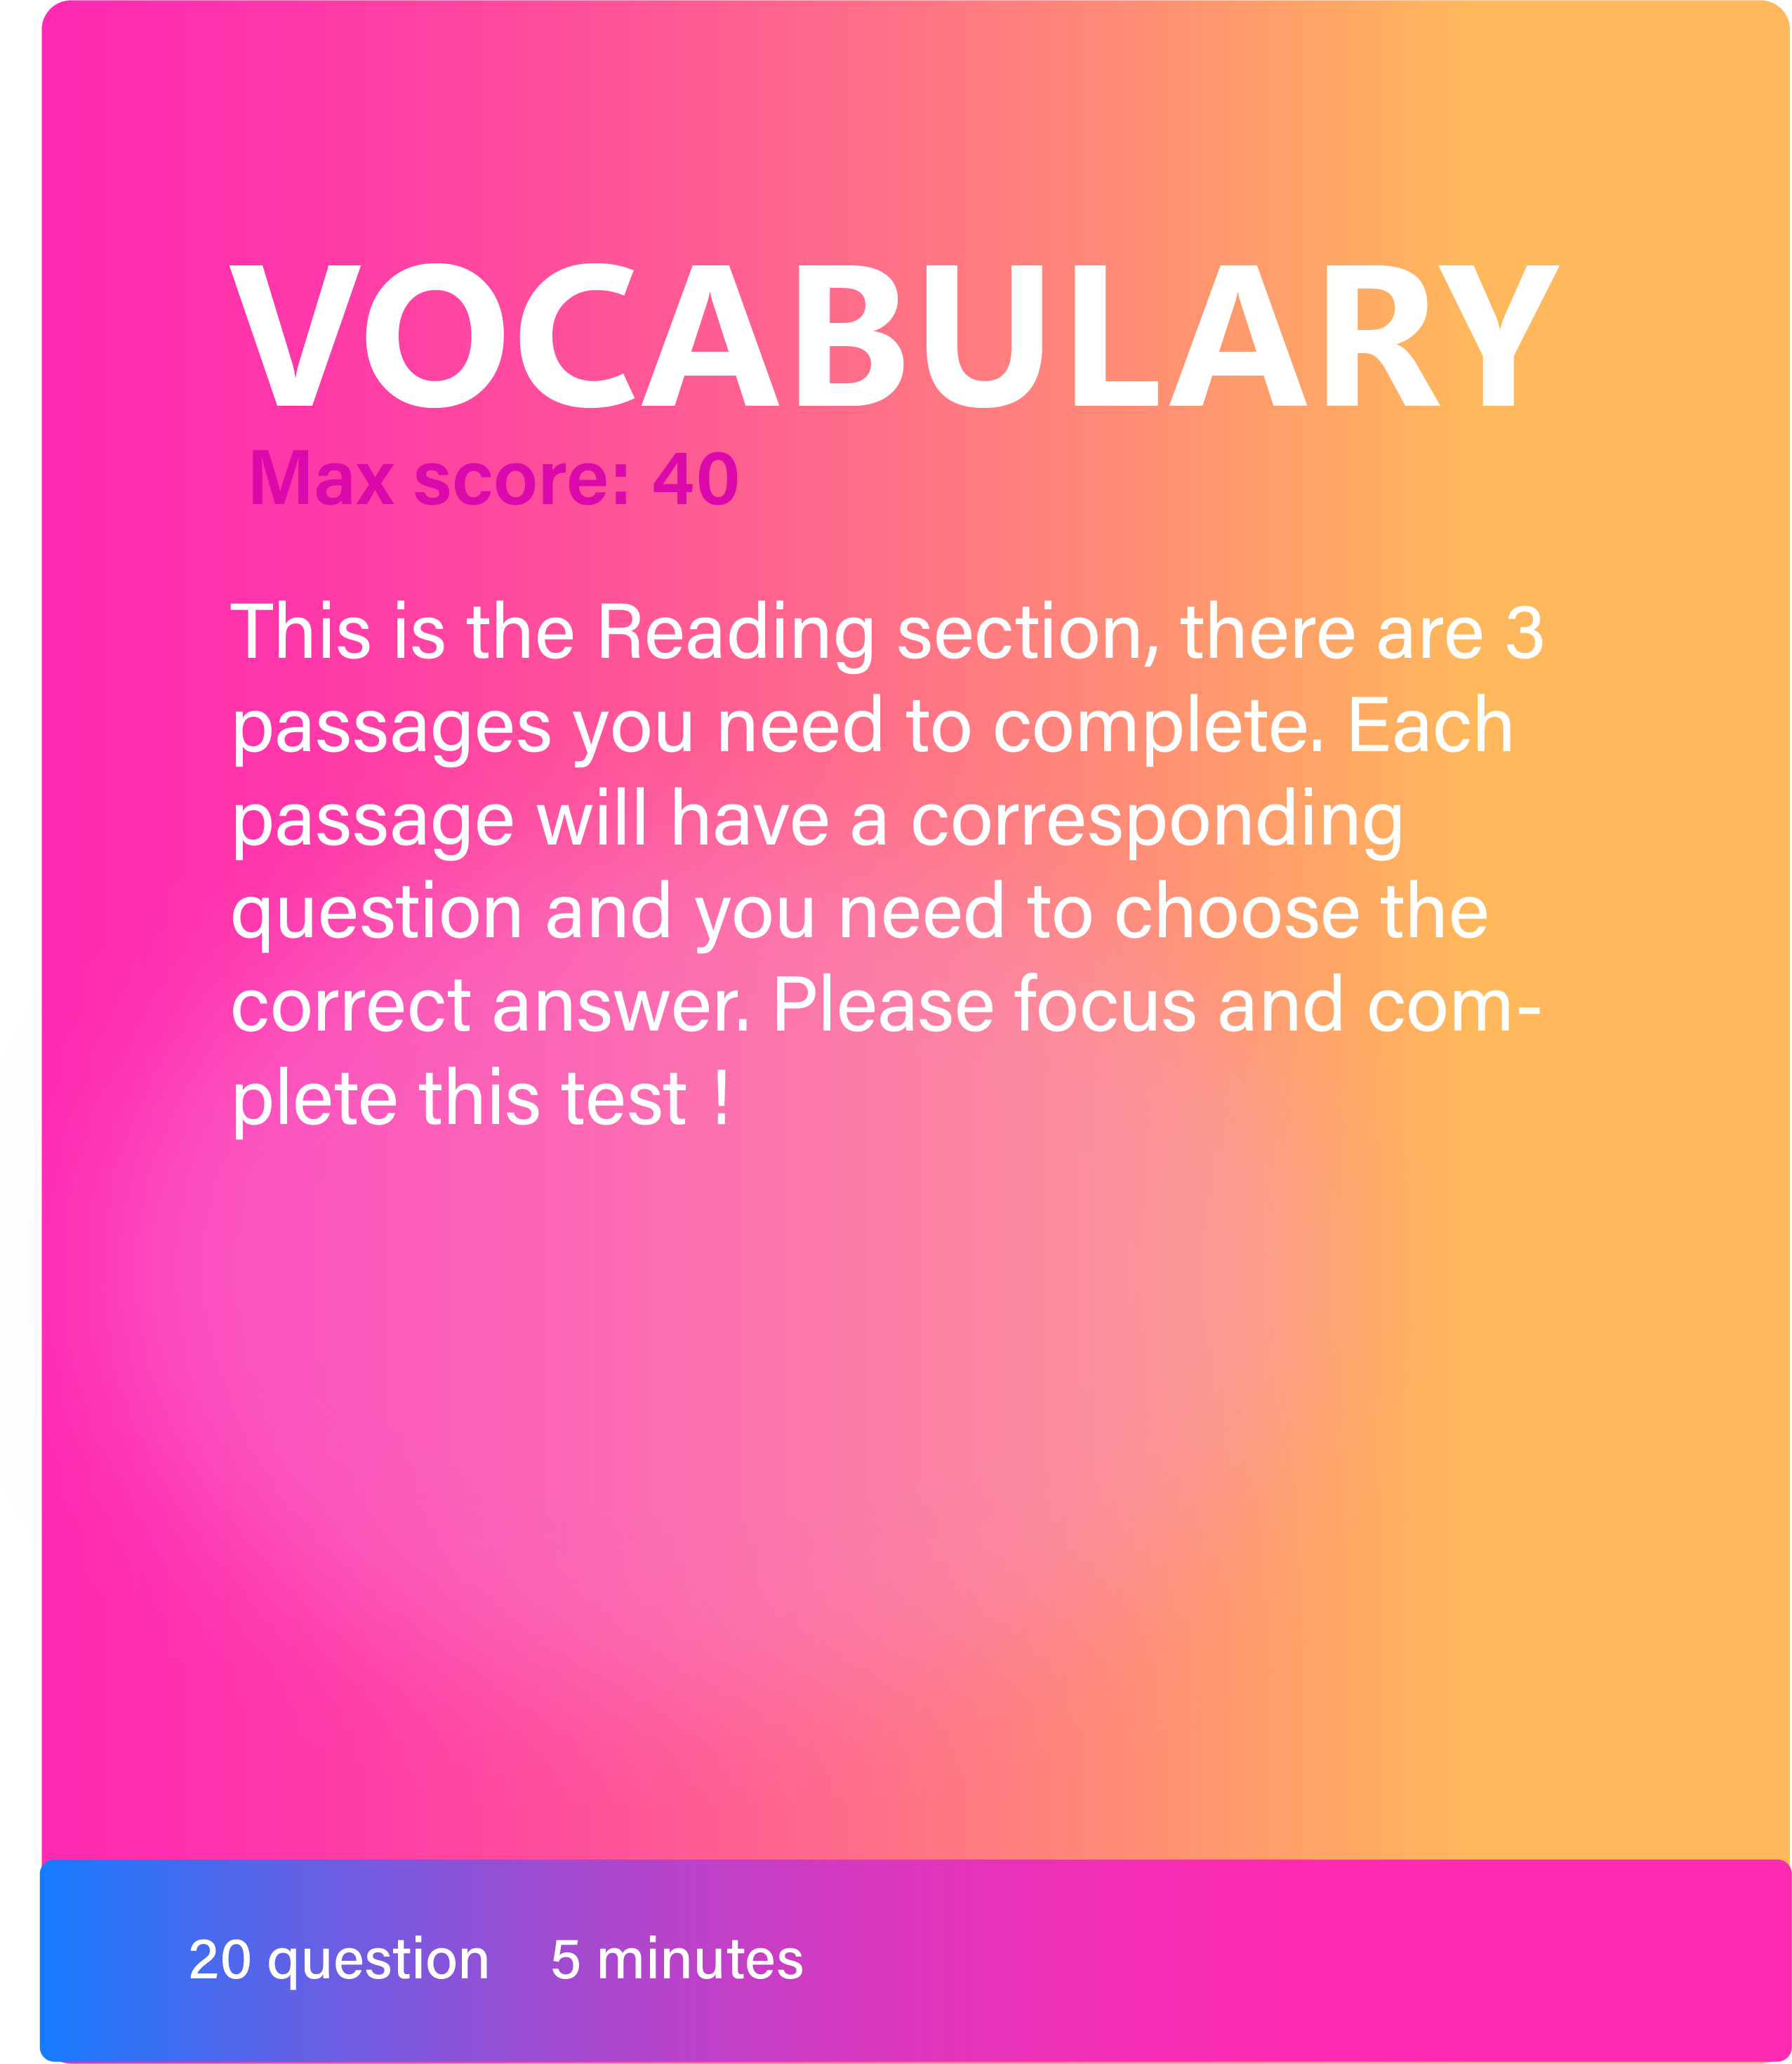 VOCABULARY
Max score: 40
This is the Reading section, there are 3
passages you need to complete. Each
passage will have a corresponding
question and you need to choose the
correct answer. Please focus and com-
plete this test !
20 question 5 minutes